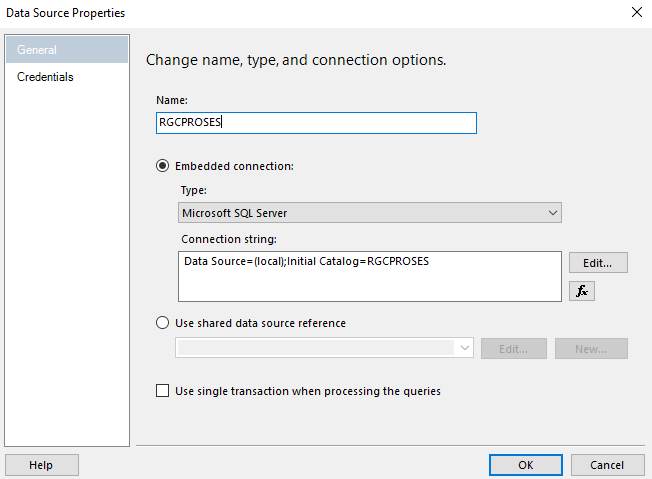 Data Source Properties
General
Credentials
Change name, type, and connection options.
Name:
RGCPROSES
Embedded connection:
Type:
Microsoft SQL Server
Connection string:
Data Source=(local);Initial Catalog=RGCPROSES
Edit...
fx
Use shared data source reference
Edit...
New...
Use single transaction when processing the queries
Help
OK
Cancel